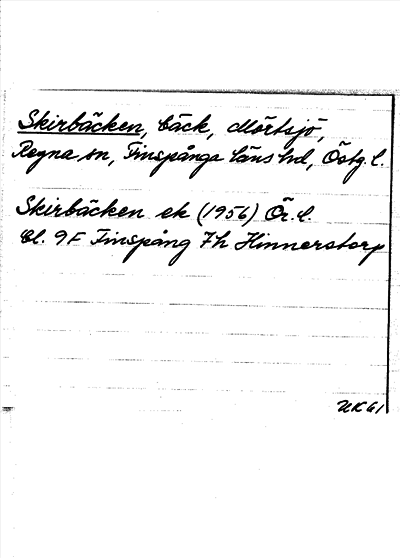 Skirbäcken, bäck, Mörtsjö,
Regna sn, Finspånga läns hd, Östg. l.
Skirbäcken ek (1956) Ör. l.
bl. 9F Finspång 7h Hinnerstorp
UK 61